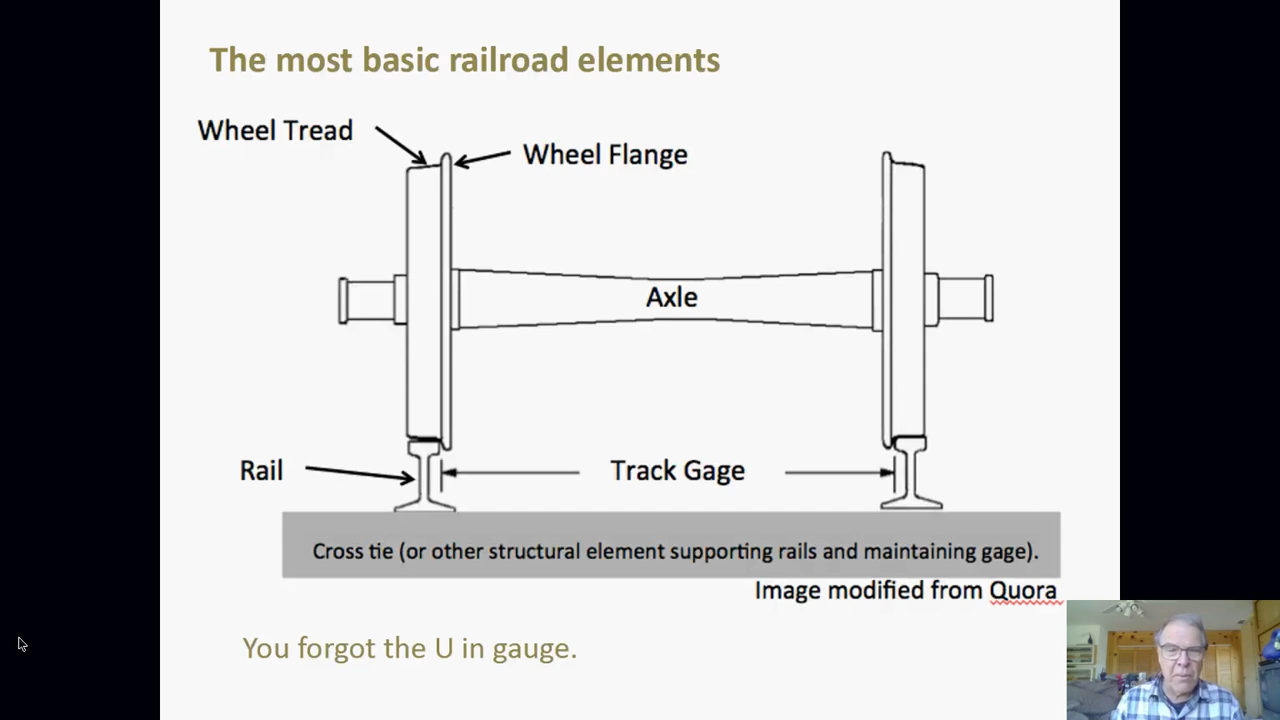 The most basic railroad elements
Wheel Tread
Wheel Flange
Axle
Rail
Track Gage
Cross tie (or other structural element supporting rails and maintaining gage).
Image modified from Quora
You forgot the U in gauge.